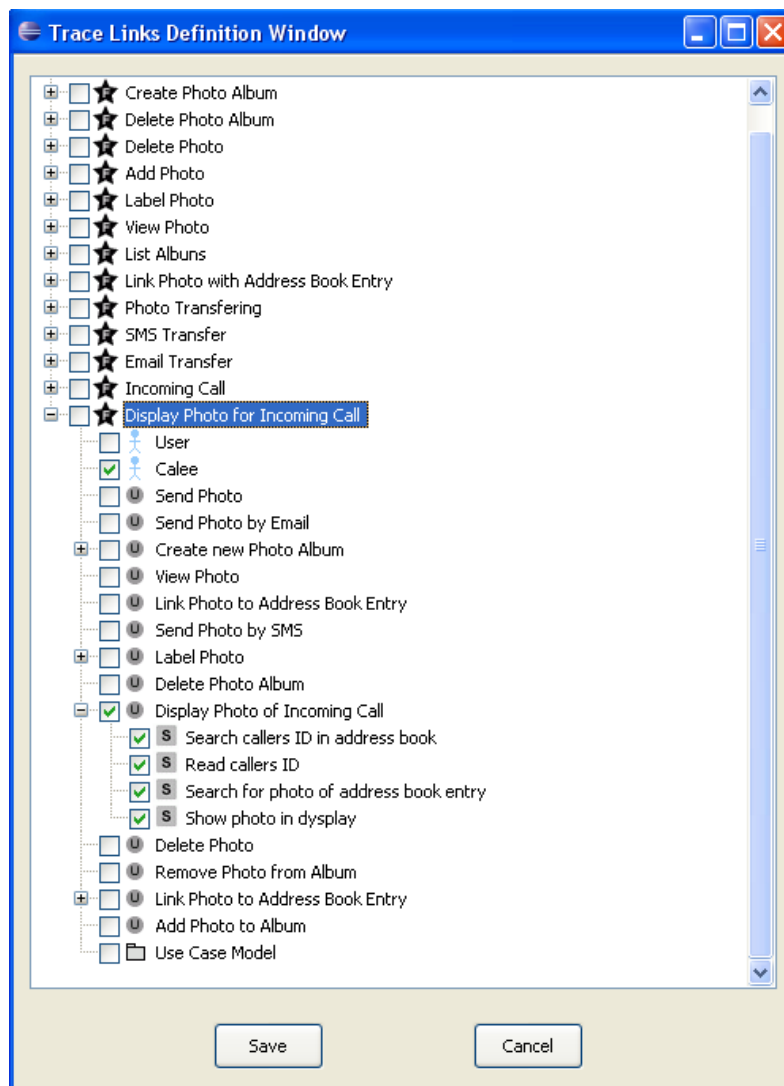 Trace Links Definition Window
Create Photo Album
Delete Photo Album
Delete Photo
Add Photo
Label Photo
View Photo
List Albuns
Link Photo with Address Book Entry
Photo Transfering
SMS Transfer
Email Transfer
Incoming Call
Display Photo for Incoming Call
User
Calee
U Send Photo
U Send Photo by Email
U Create new Photo Album
U View Photo
U Link Photo to Address Book Entry
U Send Photo by SMS
U Label Photo
U Delete Photo Album
U Display Photo of Incoming Call
S Search callers ID in address book
S Read callers ID
S Search for photo of address book entry
S Show photo in dysplay
U Delete Photo
U Remove Photo from Album
U Link Photo to Address Book Entry
U Add Photo to Album
Use Case Model
Save Cancel